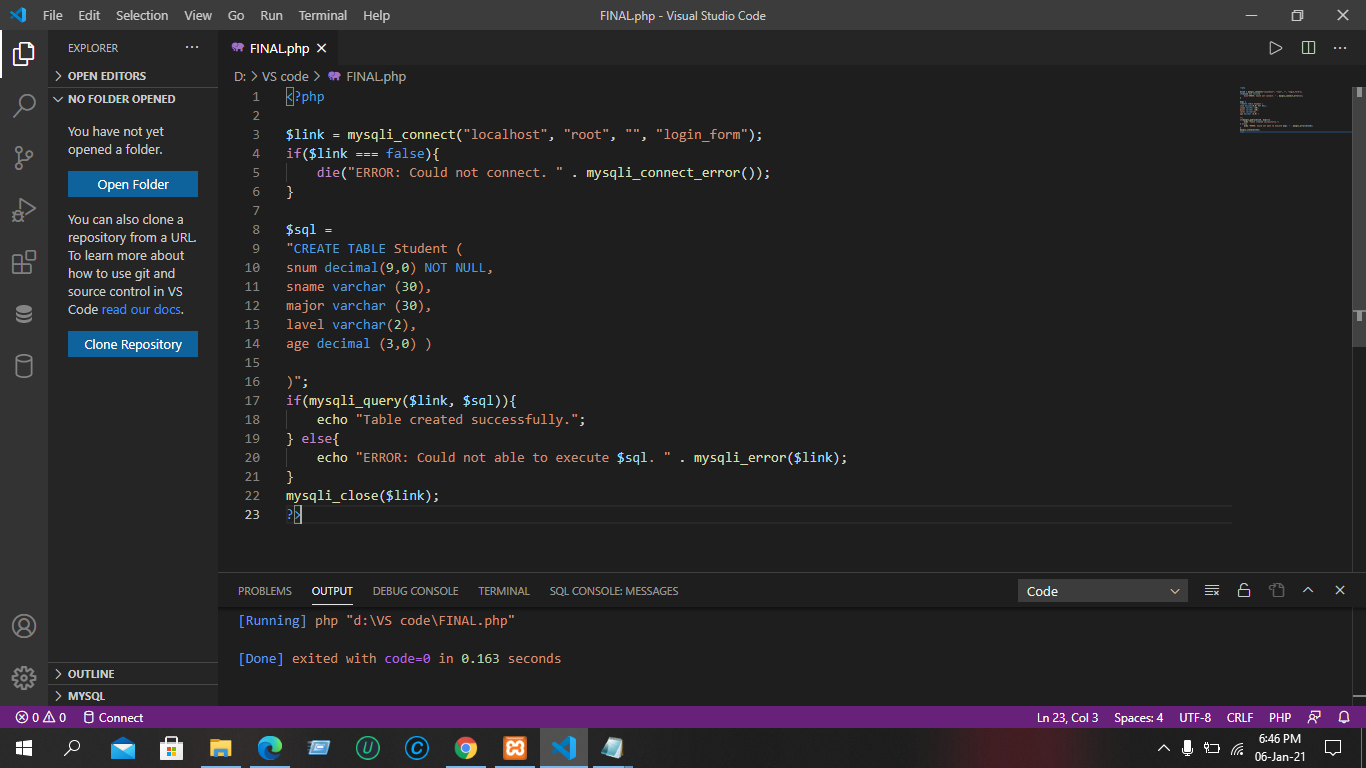 File Edit Selection View Go Run Terminal Help FINAL.php - Visual Studio Code
EXPLORER
OPEN EDITORS
NO FOLDER OPENED
You have not yet
opened a folder.
Open Folder
You can also clone a
repository from a URL.
To learn more about
how to use git and
source control in VS
Code read our docs.
Clone Repository
OUTLINE
MYSQL
FINAL.php
D: > VS code > FINAL.php
1 <?php
2
3 $link = mysqli_connect("localhost", "root", "", "login_form");
4 if($link === false){
5 die("ERROR: Could not connect. " . mysqli_connect_error());
6 }
7
8 $sql =
9 "CREATE TABLE Student (
10 snum decimal(9,0) NOT NULL,
11 sname varchar (30),
12 major varchar (30),
13 lavel varchar(2),
14 age decimal (3,0) )
15
16 )";
17 if(mysqli_query($link, $sql)){
18 echo "Table created successfully.";
19 } else{
20 echo "ERROR: Could not able to execute $sql. " . mysqli_error($link);
21 }
22 mysqli_close($link);
23 ?>
PROBLEMS OUTPUT DEBUG CONSOLE TERMINAL SQL CONSOLE: MESSAGES Code
[Running] php "d:\VS code\FINAL.php"
[Done] exited with code=0 in 0.163 seconds
0 0 Connect Ln 23, Col 3 Spaces: 4 UTF-8 CRLF PHP
6:46 PM
06-Jan-21